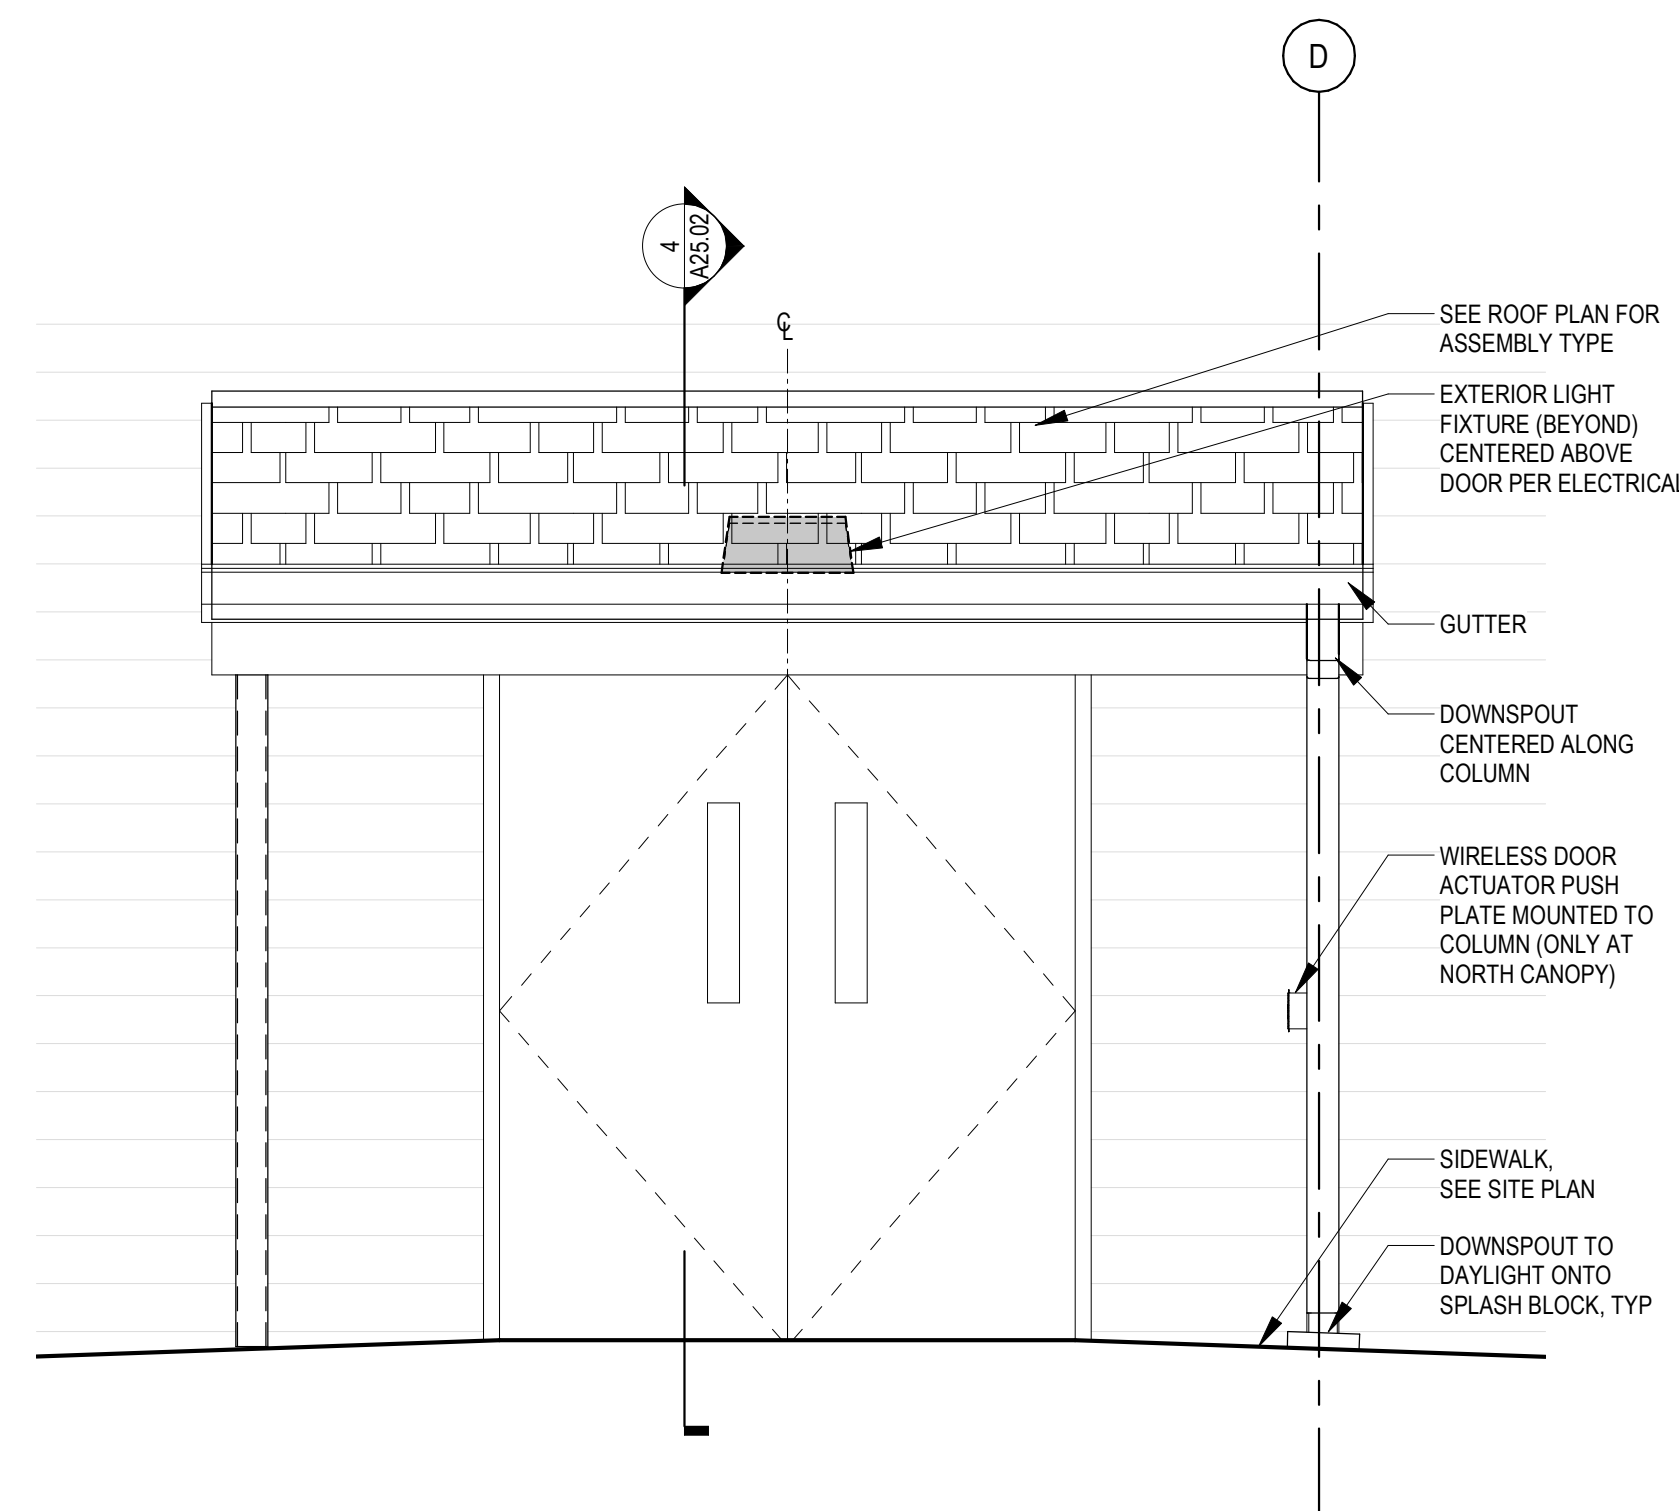 D
4
A25.02
℄
SEE ROOF PLAN FOR
ASSEMBLY TYPE
EXTERIOR LIGHT
FIXTURE (BEYOND)
CENTERED ABOVE
DOOR PER ELECTRICAL
GUTTER
DOWNSPOUT
CENTERED ALONG
COLUMN
WIRELESS DOOR
ACTUATOR PUSH
PLATE MOUNTED TO
COLUMN (ONLY AT
NORTH CANOPY)
SIDEWALK,
SEE SITE PLAN
DOWNSPOUT TO
DAYLIGHT ONTO
SPLASH BLOCK, TYP